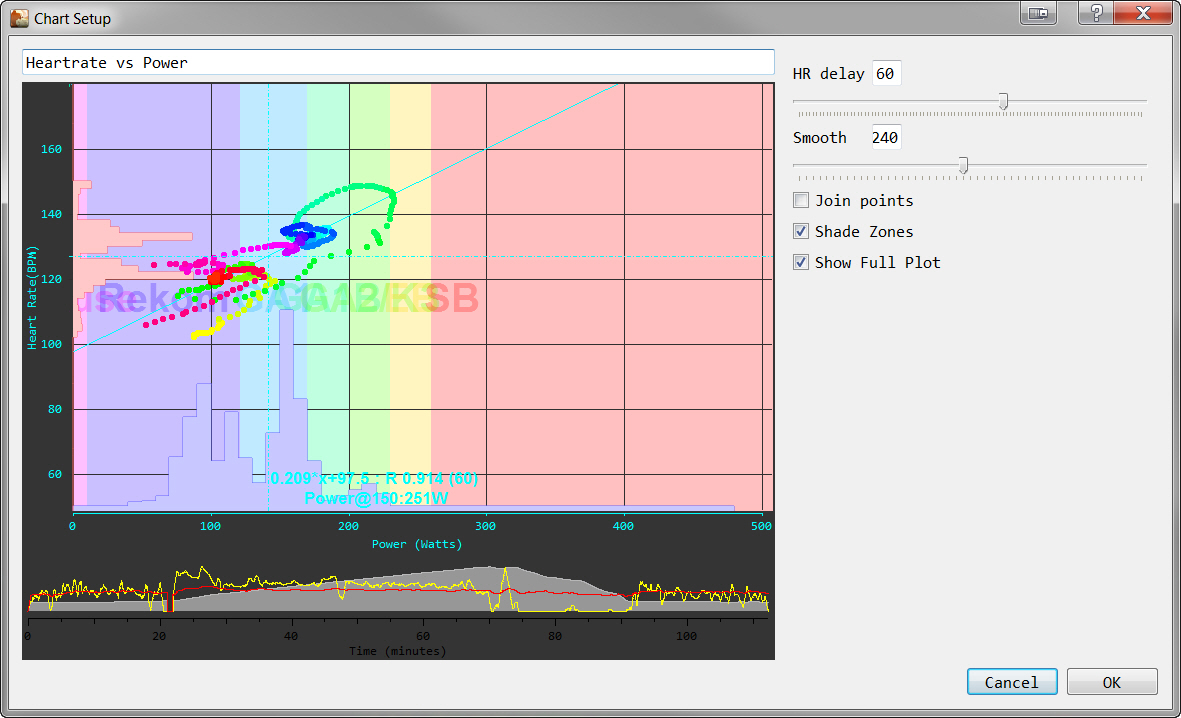 Chart Setup
Heartrate vs Power
HR delay 60
Smooth 240
Join points
Shade Zones
Show Full Plot
Heart Rate(BPM)
160
140
120
100
80
60
Rekom
SB
0.209*x+97.5 : R 0.914 (60)
Power@150:251W
0 100 200 300 400 500
Power (Watts)
0 20 40 60 80 100
Time (minutes)
Cancel OK